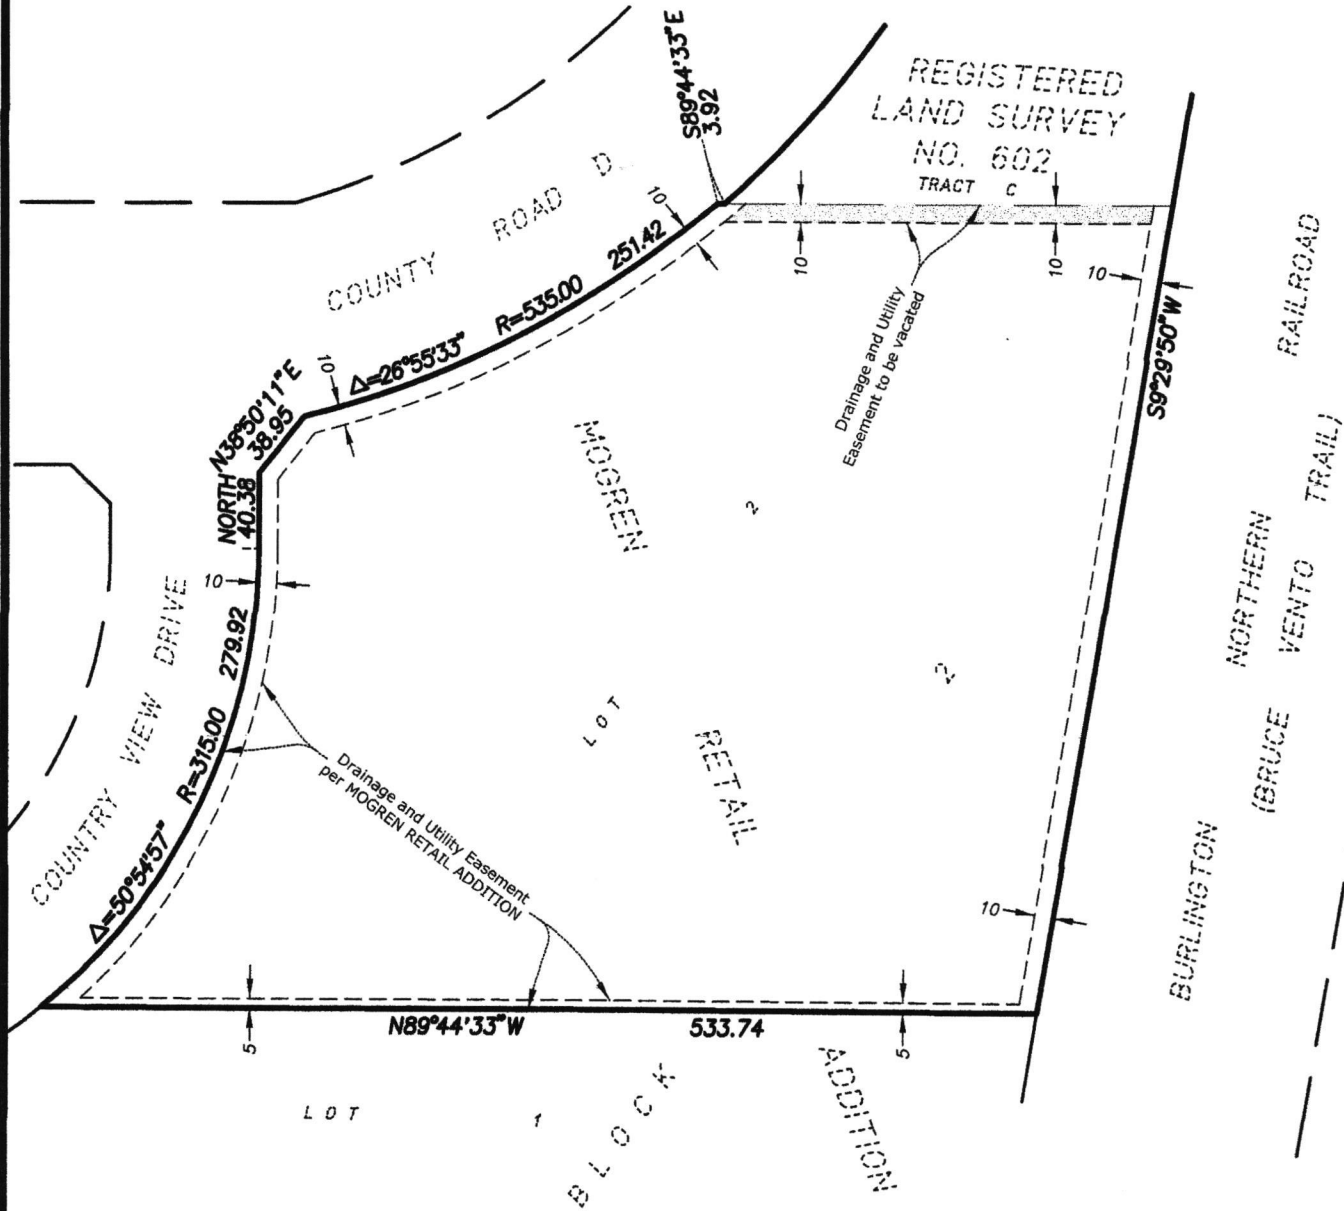 S89°44'33"E
3.92
REGISTERED
LAND SURVEY
NO. 602
TRACT C
COUNTY ROAD D
10
251.42
R=535.00
Δ=26°55'33"
10
10
10
10
Drainage and Utility
Easement to be vacated
S9°29'50"W
RAILROAD
N38°50'11"E
38.95
NORTH
40.38
MOGREN
2
NORTHERN
VENTO TRAIL)
COUNTRY VIEW DRIVE
10
279.92
R=315.00
Δ=50°54'57"
LOT
2
RETAIL
Drainage and Utility Easement
per MOGREN RETAIL ADDITION
(BRUCE
BURLINGTON
10
N89°44'33"W
533.74
5
5
LOT 1
BLOCK
ADDITION